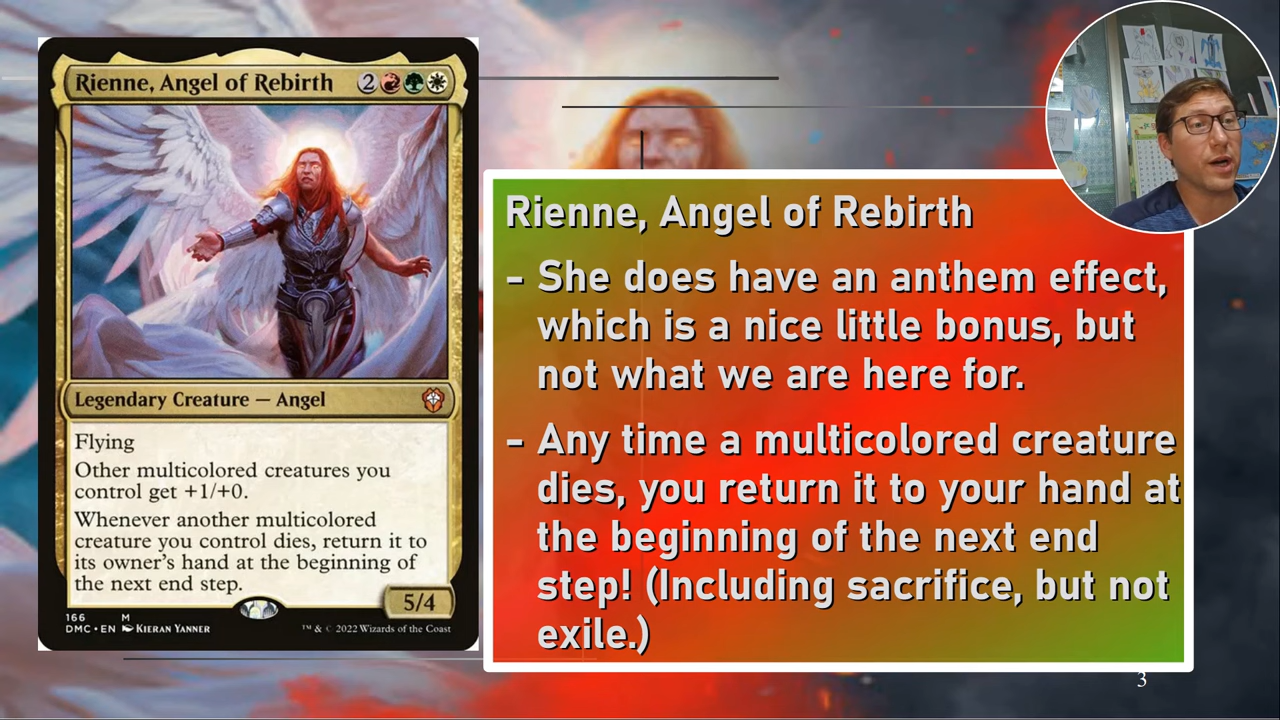 Rienne, Angel of Rebirth 2
Legendary Creature — Angel
Flying
Other multicolored creatures you
control get +1/+0.
Whenever another multicolored
creature you control dies, return it to
its owner's hand at the beginning of
the next end step.
5/4
166 M
DMC • EN Kieran Yanner ™ & © 2022 Wizards of the Coast
Rienne, Angel of Rebirth
- She does have an anthem effect,
which is a nice little bonus, but
not what we are here for.
- Any time a multicolored creature
dies, you return it to your hand at
the beginning of the next end
step! (Including sacrifice, but not
exile.)
3